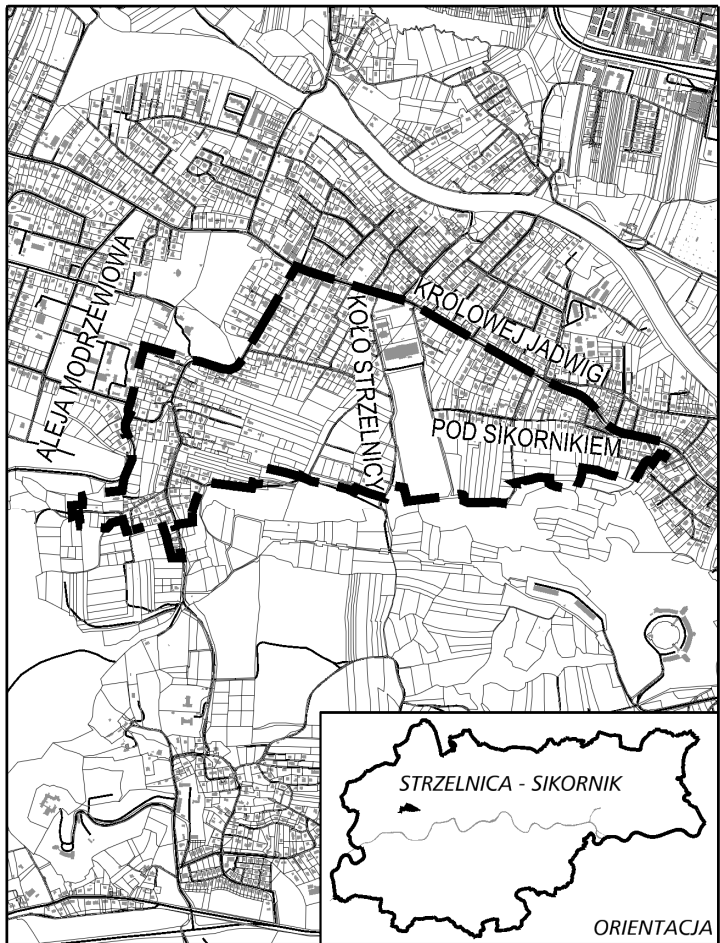 ALEJA MODRZEWIOWA
KOŁO STRZELNICY
KRÓLOWEJ JADWIGI
POD SIKORNIKIEM
STRZELNICA - SIKORNIK
ORIENTACJA